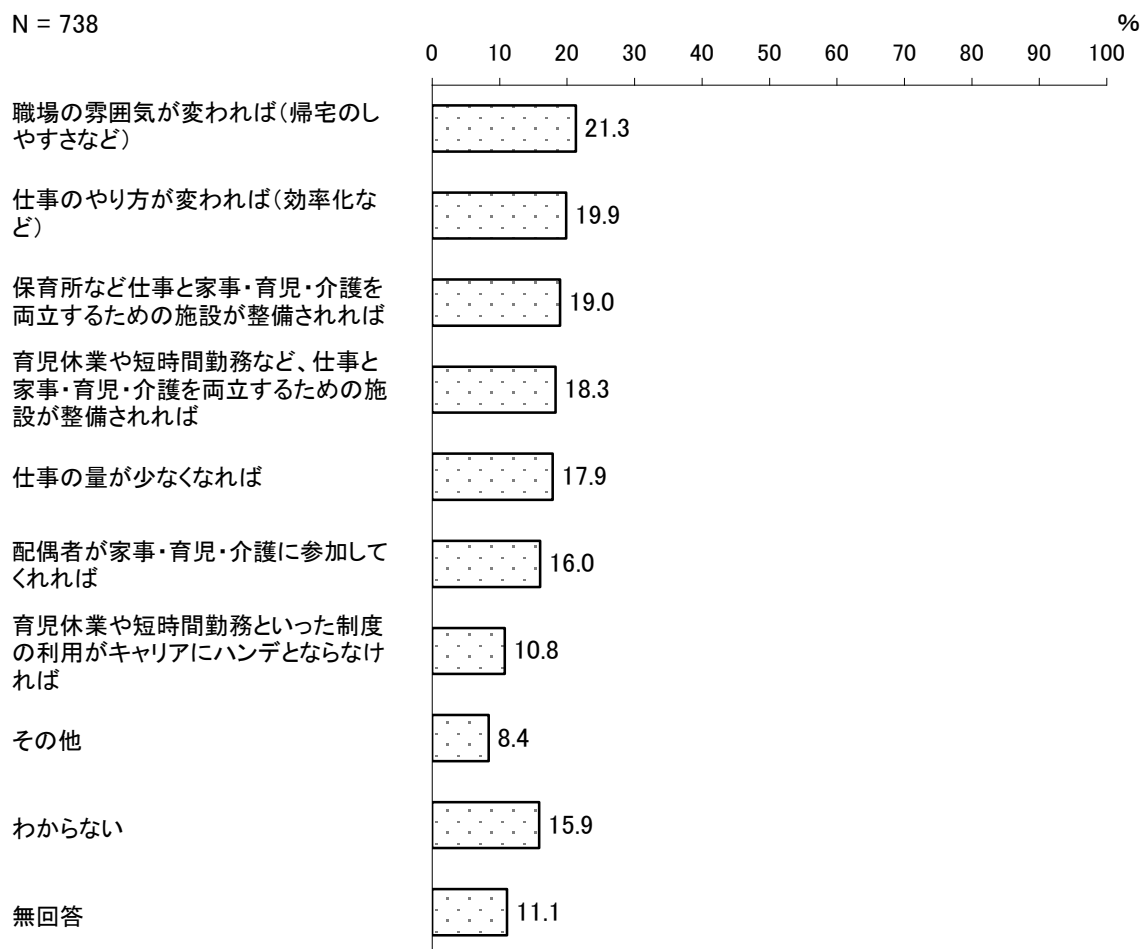 N = 738
%
0 10 20 30 40 50 60 70 80 90 100
職場の雰囲気が変われば(帰宅のし
やすさなど)
21.3
仕事のやり方が変われば(効率化な
ど)
19.9
保育所など仕事と家事・育児・介護を
両立するための施設が整備されれば
19.0
育児休業や短時間勤務など、仕事と
家事・育児・介護を両立するための施
設が整備されれば
18.3
仕事の量が少なくなれば
17.9
配偶者が家事・育児・介護に参加して
くれれば
16.0
育児休業や短時間勤務といった制度
の利用がキャリアにハンデとならなけ
れば
10.8
その他
8.4
わからない
15.9
無回答
11.1